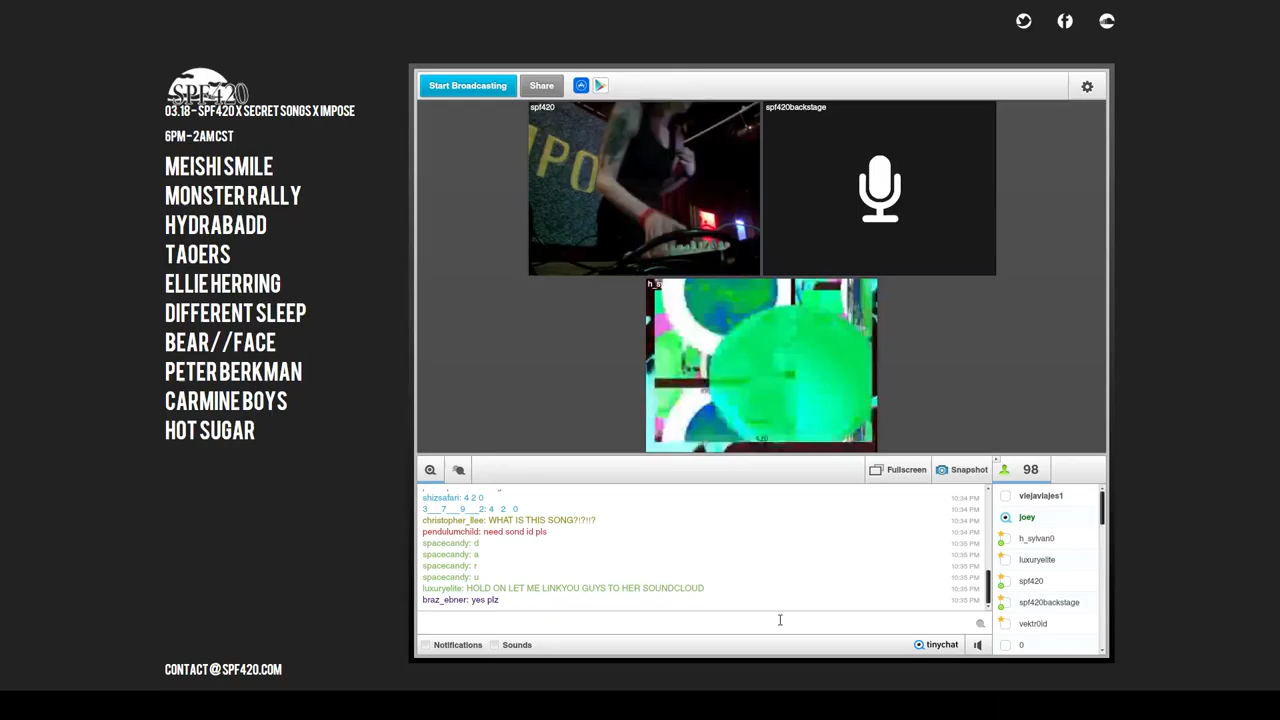 SPF420
03.18 - SPF420 X SECRET SONGS X IMPOSE
6PM - 2AM CST
MEISHI SMILE
MONSTER RALLY
HYDRABADD
TAOERS
ELLIE HERRING
DIFFERENT SLEEP
BEAR//FACE
PETER BERKMAN
CARMINE BOYS
HOT SUGAR
CONTACT@SPF420.COM
Start Broadcasting
Share
spf420
spf420backstage
MPO
Fullscreen
Snapshot
98
shizsafari: 4 2 0 10:34 PM
3___7___9___2: 4 2 0 10:34 PM
christopher_llee: WHAT IS THIS SONG?!?!!? 10:34 PM
pendulumchild: need sond id pls 10:34 PM
spacecandy: d 10:35 PM
spacecandy: a 10:35 PM
spacecandy: r 10:35 PM
spacecandy: u 10:35 PM
luxuryelite: HOLD ON LET ME LINKYOU GUYS TO HER SOUNDCLOUD 10:35 PM
braz_ebner: yes plz 10:35 PM
viejaviajes1
joey
h_sylvan0
luxuryelite
spf420
spf420backstage
vektr0id
0
Notifications
Sounds
tinychat